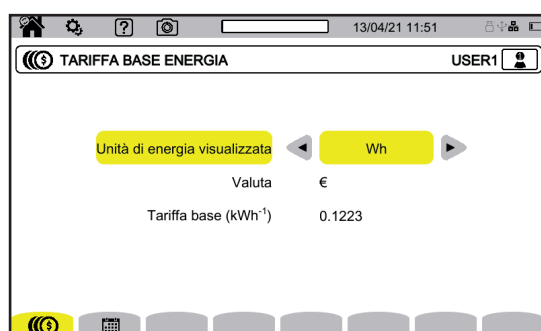 13/04/21 11:51
TARIFFA BASE ENERGIA USER1
Unità di energia visualizzata Wh
Valuta €
Tariffa base (kWh⁻¹) 0.1223